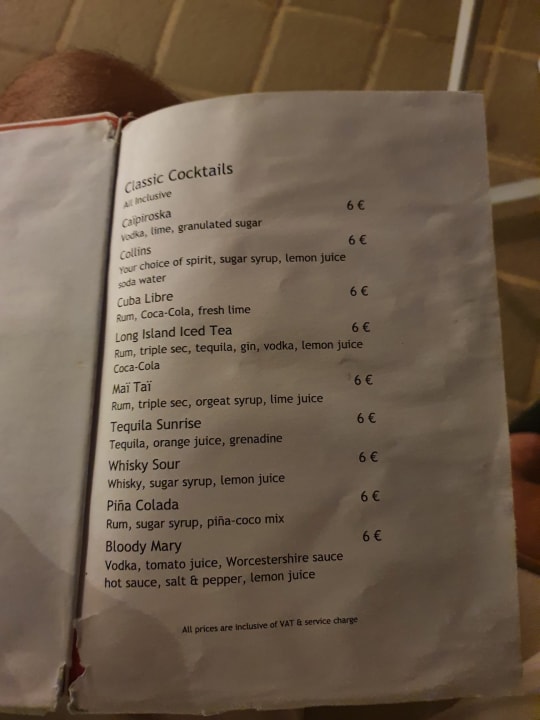 Classic Cocktails
All Inclusive
Caïpiroska 6 €
Vodka, lime, granulated sugar
Collins 6 €
Your choice of spirit, sugar syrup, lemon juice
soda water
Cuba Libre 6 €
Rum, Coca-Cola, fresh lime
Long Island Iced Tea 6 €
Rum, triple sec, tequila, gin, vodka, lemon juice
Coca-Cola
Maï Taï 6 €
Rum, triple sec, orgeat syrup, lime juice
Tequila Sunrise 6 €
Tequila, orange juice, grenadine
Whisky Sour 6 €
Whisky, sugar syrup, lemon juice
Piña Colada 6 €
Rum, sugar syrup, piña-coco mix
Bloody Mary 6 €
Vodka, tomato juice, Worcestershire sauce
hot sauce, salt & pepper, lemon juice
All prices are inclusive of VAT & service charge